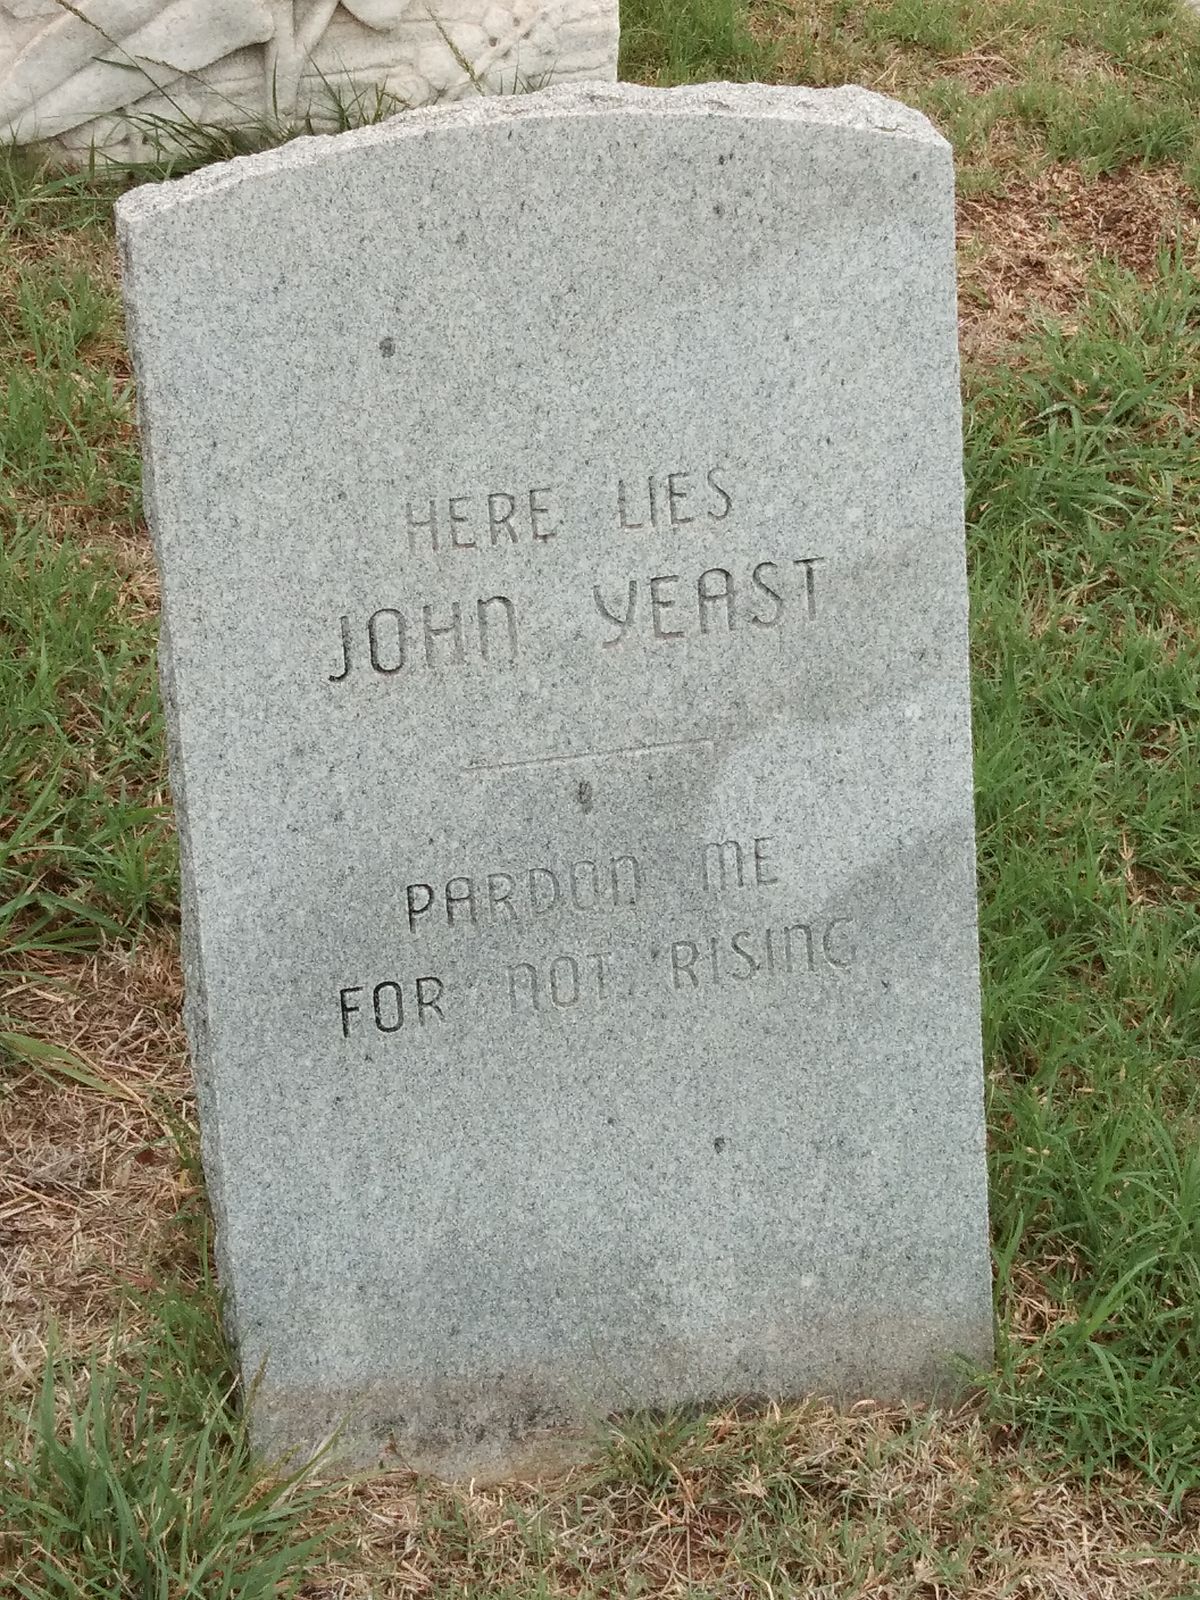 HERE LIES
JOHN YEAST
PARDON ME
FOR NOT RISING